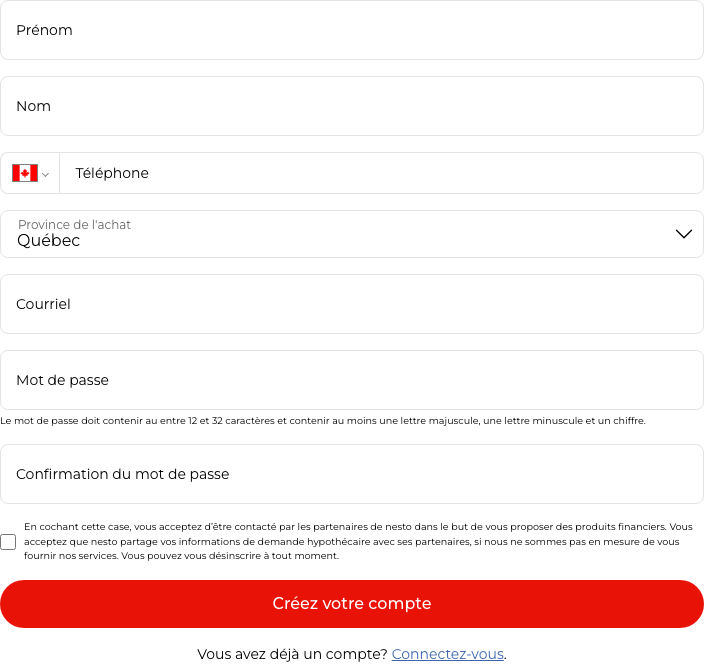 Prénom
Nom
Téléphone
Province de l'achat
Québec
Courriel
Mot de passe
Le mot de passe doit contenir au entre 12 et 32 caractères et contenir au moins une lettre majuscule, une lettre minuscule et un chiffre.
Confirmation du mot de passe
En cochant cette case, vous acceptez d'être contacté par les partenaires de nesto dans le but de vous proposer des produits financiers. Vous
acceptez que nesto partage vos informations de demande hypothécaire avec ses partenaires, si nous ne sommes pas en mesure de vous
fournir nos services. Vous pouvez vous désinscrire à tout moment.
Créez votre compte
Vous avez déjà un compte? Connectez-vous.